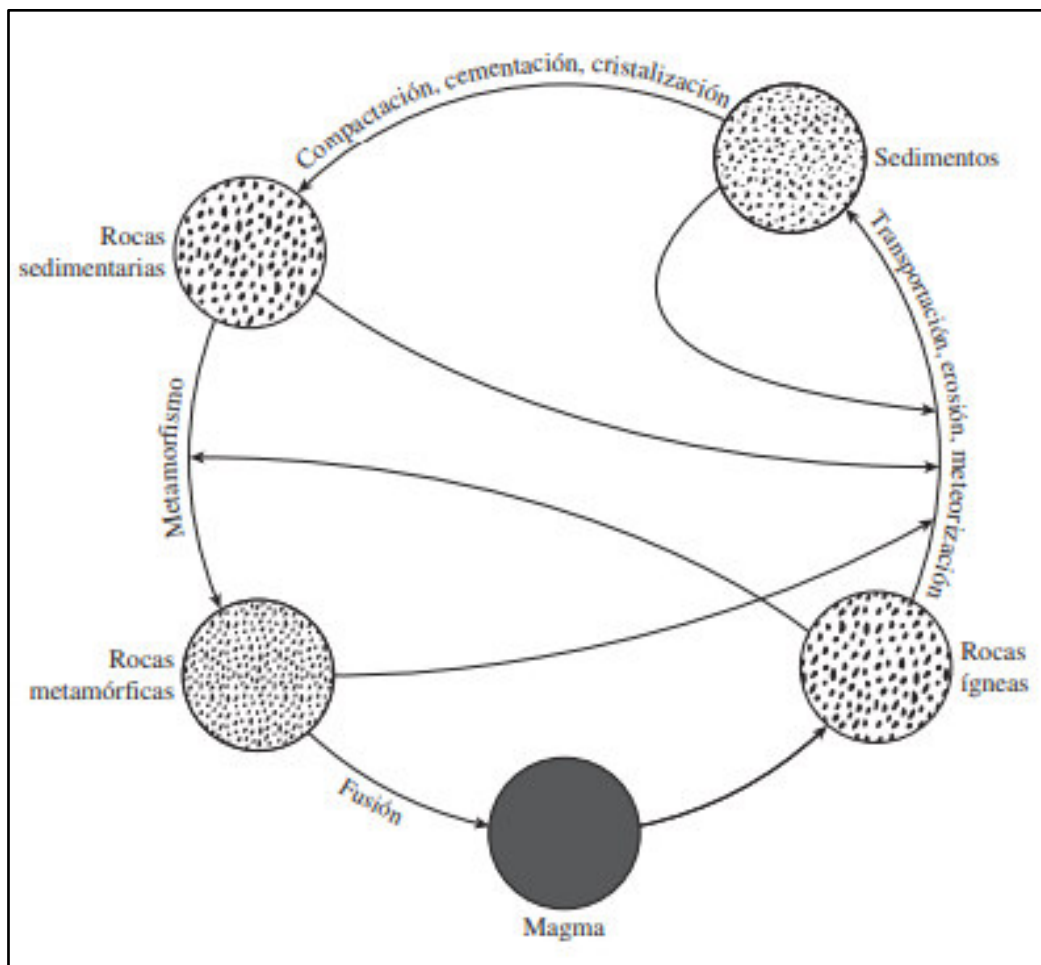 Compactación, cementación, cristalización
Sedimentos
Rocas
sedimentarias
Transportación, erosión, meteorización
Metamorfismo
Rocas
metamórficas
Rocas
ígneas
Fusión
Magma